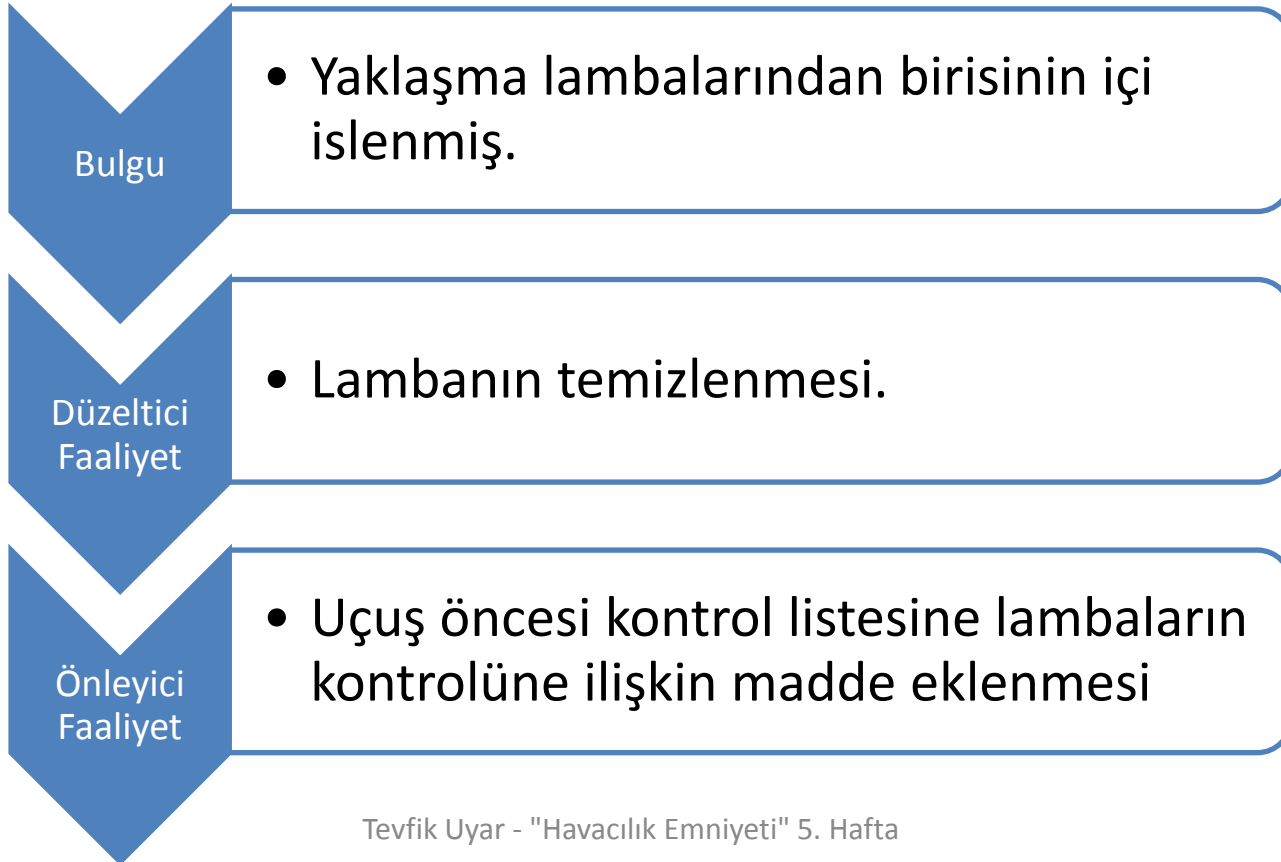 Bulgu
• Yaklaşma lambalarından birisinin içi
islenmiş.
Düzeltici
Faaliyet
• Lambanın temizlenmesi.
Önleyici
Faaliyet
• Uçuş öncesi kontrol listesine lambaların
kontrolüne ilişkin madde eklenmesi
Tevfik Uyar - "Havacılık Emniyeti" 5. Hafta